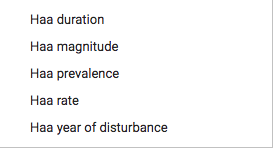 Haa duration
Haa magnitude
Haa prevalence
Haa rate
Haa year of disturbance